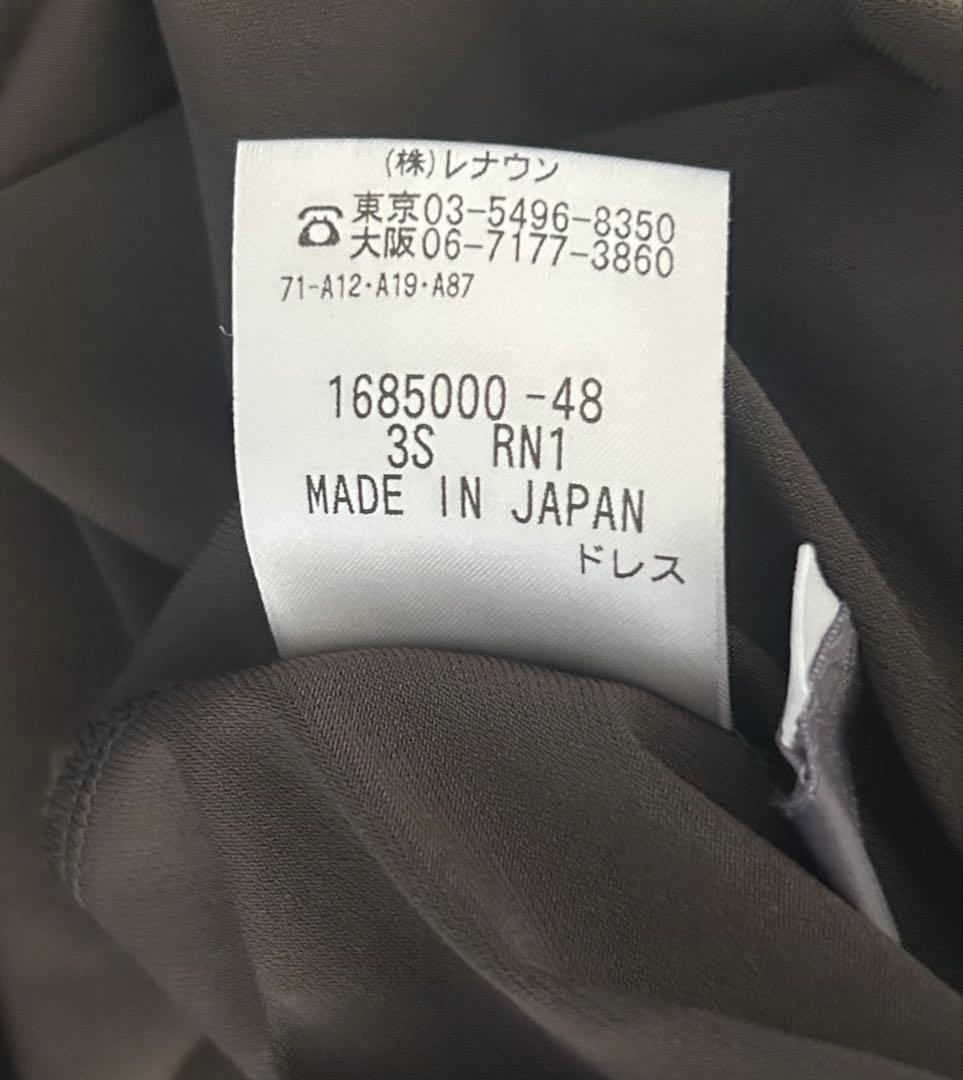 (株)レナウン
☎東京03-5496-8350
大阪06-7177-3860
71-A12・A19・A87
1685000-48
3S RN1
MADE IN JAPAN
ドレス